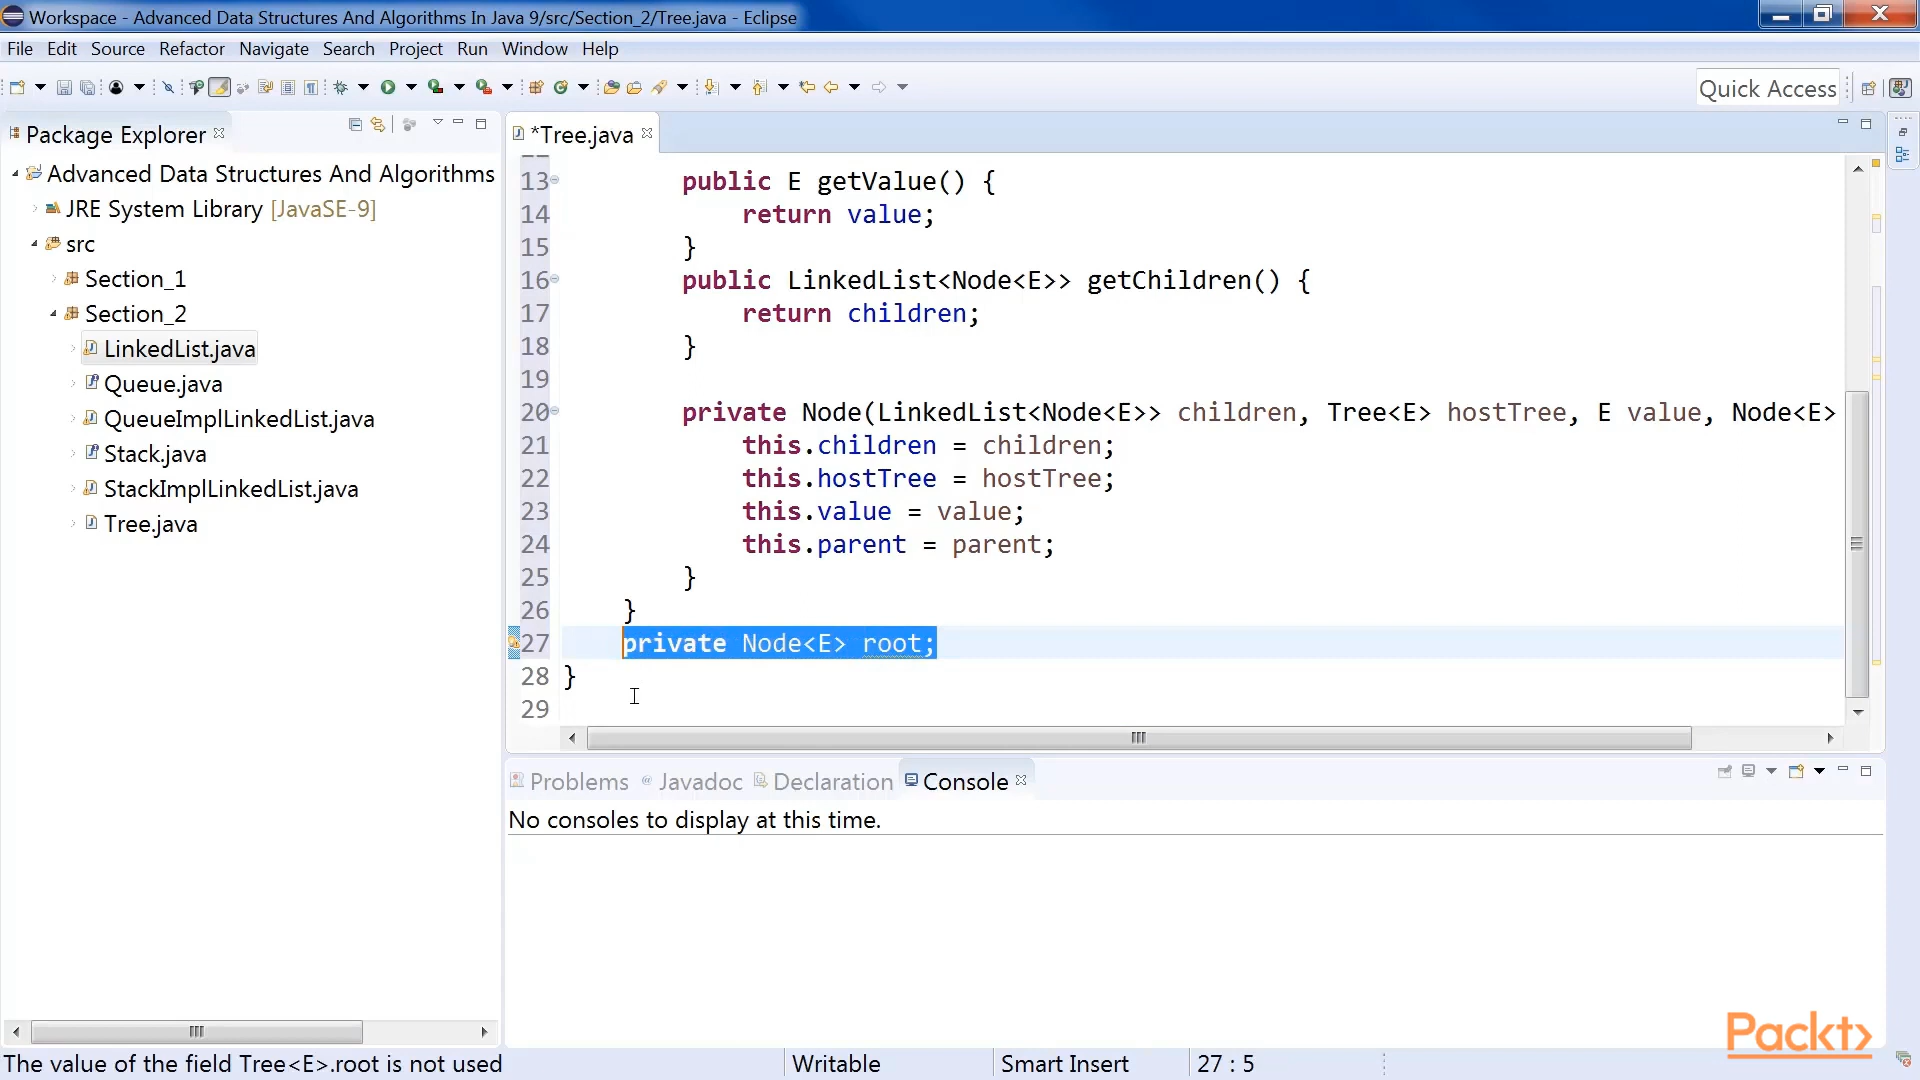 Workspace - Advanced Data Structures And Algorithms In Java 9/src/Section_2/Tree.java - Eclipse
File Edit Source Refactor Navigate Search Project Run Window Help
Quick Access
Package Explorer
Advanced Data Structures And Algorithms
JRE System Library [JavaSE-9]
src
Section_1
Section_2
LinkedList.java
Queue.java
QueueImplLinkedList.java
Stack.java
StackImplLinkedList.java
Tree.java
*Tree.java
13 public E getValue() {
14 return value;
15 }
16 public LinkedList<Node<E>> getChildren() {
17 return children;
18 }
19
20 private Node(LinkedList<Node<E>> children, Tree<E> hostTree, E value, Node<E>
21 this.children = children;
22 this.hostTree = hostTree;
23 this.value = value;
24 this.parent = parent;
25 }
26 }
27 private Node<E> root;
28 }
29
Problems Javadoc Declaration Console
No consoles to display at this time.
Packt>
The value of the field Tree<E>.root is not used Writable Smart Insert 27 : 5